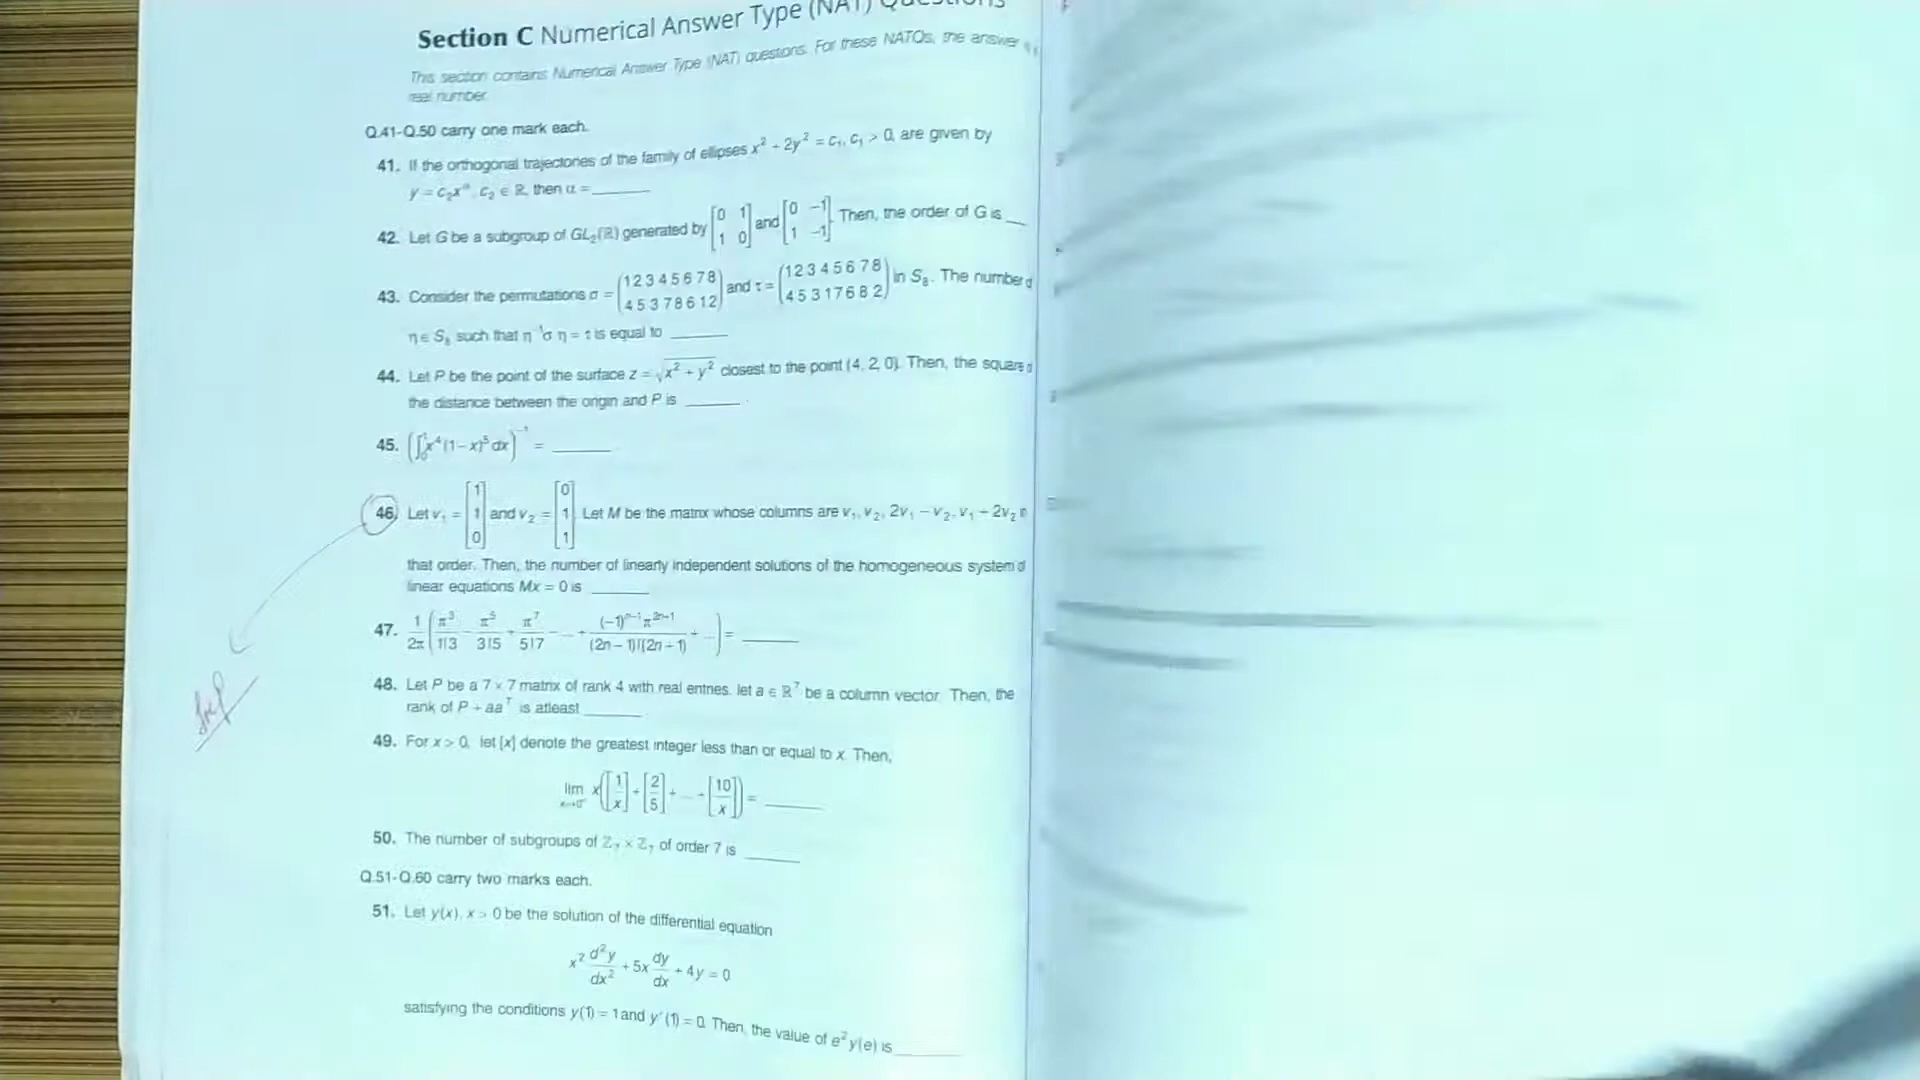 Section C Numerical Answer Type (NAT) Questions
This section contains Numerical Answer Type (NAT) questions. For these NATQs, the answer
real number.
Q.41-Q.50 carry one mark each.
41. If the orthogonal trajectories of the family of ellipses x² + 2y² = c₁, c₁ > 0, are given by
y = c₂x^α, c₂ ∈ ℝ, then α = ______
42. Let G be a subgroup of GL₂(ℝ) generated by [0 1; 1 0] and [0 -1; 1 -1]. Then, the order of G is __
43. Consider the permutations σ = (1 2 3 4 5 6 7 8; 4 5 3 7 8 6 1 2) and τ = (1 2 3 4 5 6 7 8; 4 5 3 1 7 6 8 2) in S₈. The number
η ∈ S₈ such that η⁻¹σ η = τ is equal to ______
44. Let P be the point of the surface z = √(x² + y²) closest to the point (4, 2, 0). Then, the square
the distance between the origin and P is ______.
45. (∫₀¹ x⁴(1-x)⁵ dx)⁻¹ = ______
46. Let v₁ = [1; 1; 0] and v₂ = [0; 1; 1]. Let M be the matrix whose columns are v₁, v₂, 2v₁ - v₂, v₁ + 2v₂
that order. Then, the number of linearly independent solutions of the homogeneous system
linear equations Mx = 0 is ______
47. 1/2π (π³/1!3 - π⁵/3!5 + π⁷/5!7 - ... + (-1)ⁿ⁻¹π²ⁿ⁺¹/(2n - 1)!(2n + 1) + ...) = ______
Imp
48. Let P be a 7 × 7 matrix of rank 4 with real entries. let a ∈ ℝ⁷ be a column vector. Then, the
rank of P + aaᵀ is atleast ______
49. For x > 0, let [x] denote the greatest integer less than or equal to x. Then,
lim x→0⁺ x([1/x] + [2/5] + ... + [10/x]) = ______
50. The number of subgroups of ℤ₇ × ℤ₇ of order 7 is ______
Q.51-Q.60 carry two marks each.
51. Let y(x), x > 0 be the solution of the differential equation
x² d²y/dx² + 5x dy/dx + 4y = 0
satisfying the conditions y(1) = 1 and y′(1) = 0. Then, the value of e²y(e) is ______